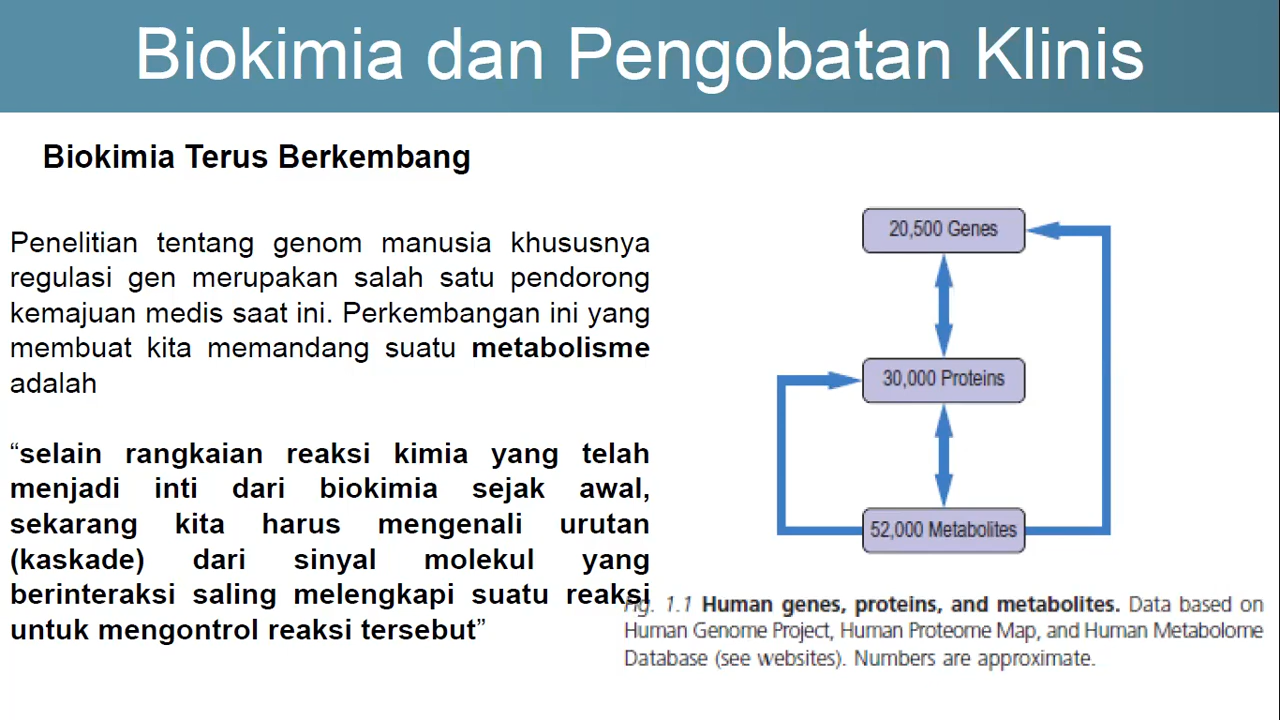 Biokimia dan Pengobatan Klinis
Biokimia Terus Berkembang
Penelitian tentang genom manusia khususnya
regulasi gen merupakan salah satu pendorong
kemajuan medis saat ini. Perkembangan ini yang
membuat kita memandang suatu metabolisme
adalah
“selain rangkaian reaksi kimia yang telah
menjadi inti dari biokimia sejak awal,
sekarang kita harus mengenali urutan
(kaskade) dari sinyal molekul yang
berinteraksi saling melengkapi suatu reaksi
untuk mengontrol reaksi tersebut”
20,500 Genes
30,000 Proteins
52,000 Metabolites
Fig. 1.1 Human genes, proteins, and metabolites. Data based on
Human Genome Project, Human Proteome Map, and Human Metabolome
Database (see websites). Numbers are approximate.